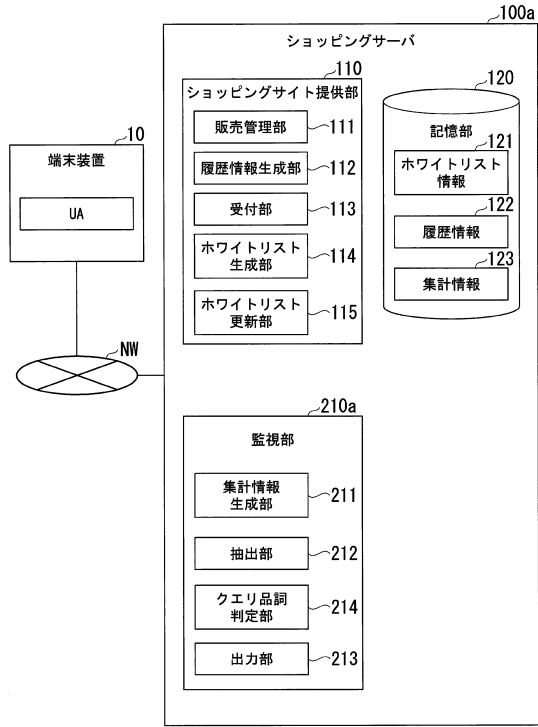 100a
ショッピングサーバ
110
ショッピングサイト提供部
販売管理部
111
履歴情報生成部
112
受付部
113
ホワイトリスト
生成部
114
ホワイトリスト
更新部
115
120
記憶部
121
ホワイトリスト
情報
122
履歴情報
123
集計情報
10
端末装置
UA
NW
210a
監視部
集計情報
生成部
211
抽出部
212
クエリ品詞
判定部
214
出力部
213